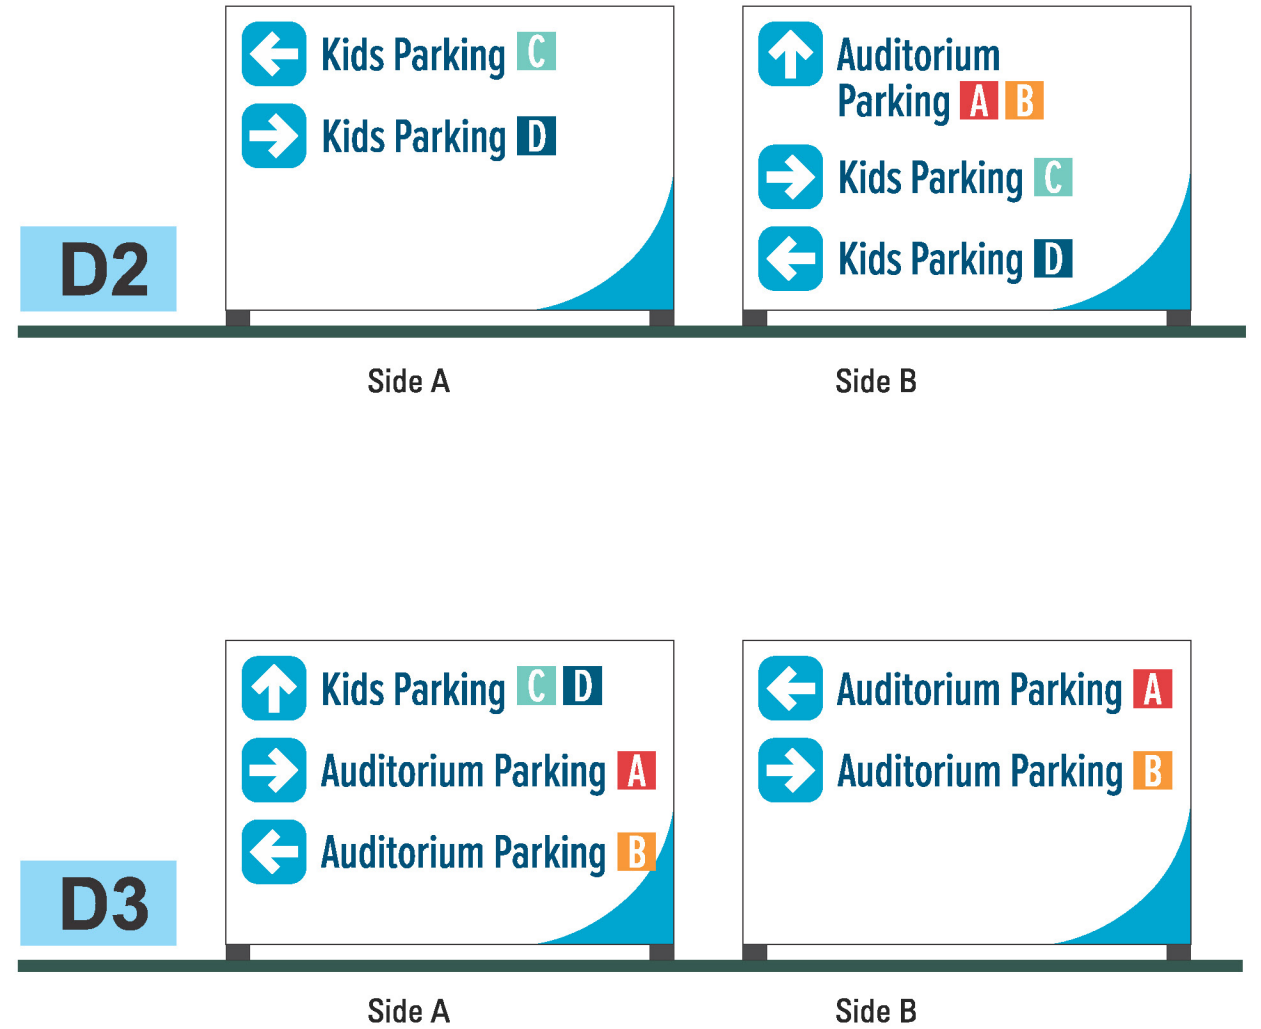 Kids Parking C
Kids Parking D
Auditorium
Parking A B
Kids Parking C
Kids Parking D
D2
Side A
Side B
Kids Parking C D
Auditorium Parking A
Auditorium Parking B
Auditorium Parking A
Auditorium Parking B
D3
Side A
Side B